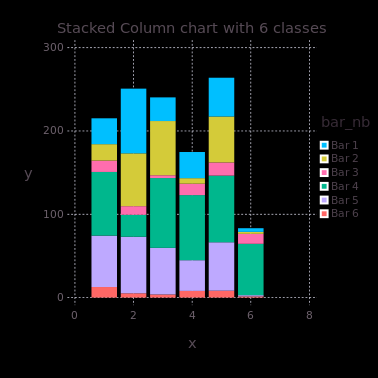 Stacked Column chart with 6 classes
300
200
100
0
y
0 2 4 6 8
x
bar_nb
Bar 1
Bar 2
Bar 3
Bar 4
Bar 5
Bar 6